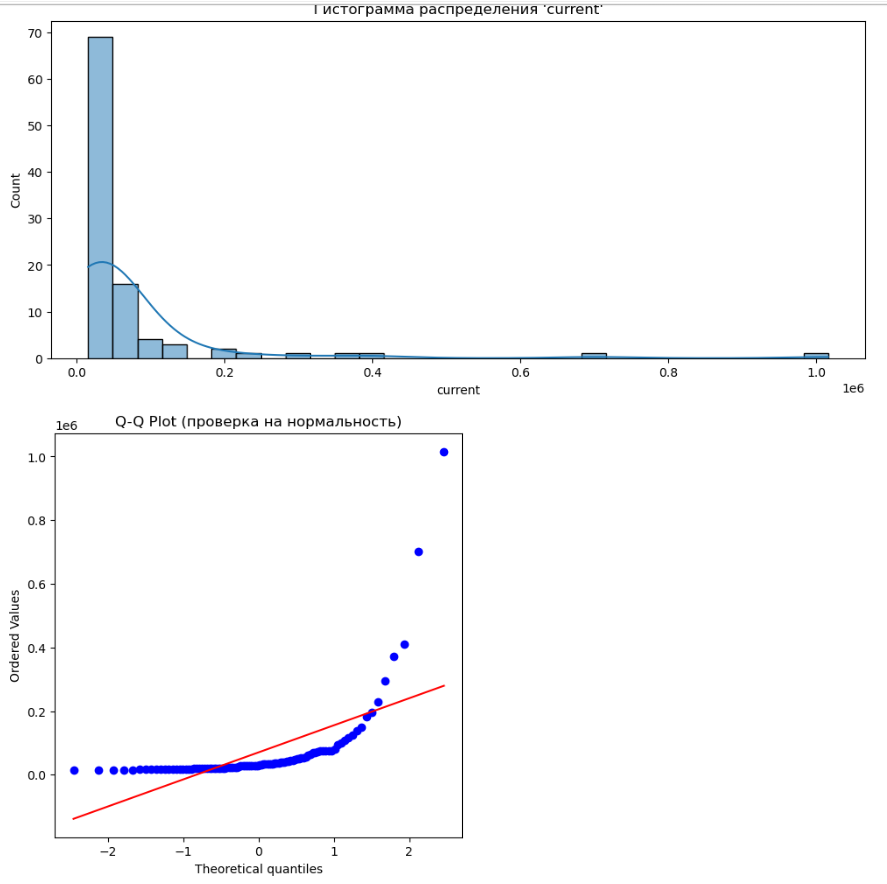 Гистограмма распределения 'current'
70
60
50
40
30
20
10
0
Count
0.0 0.2 0.4 0.6 0.8 1.0
1e6
current
Q-Q Plot (проверка на нормальность)
1e6
1.0
0.8
0.6
0.4
0.2
0.0
Ordered Values
−2 −1 0 1 2
Theoretical quantiles